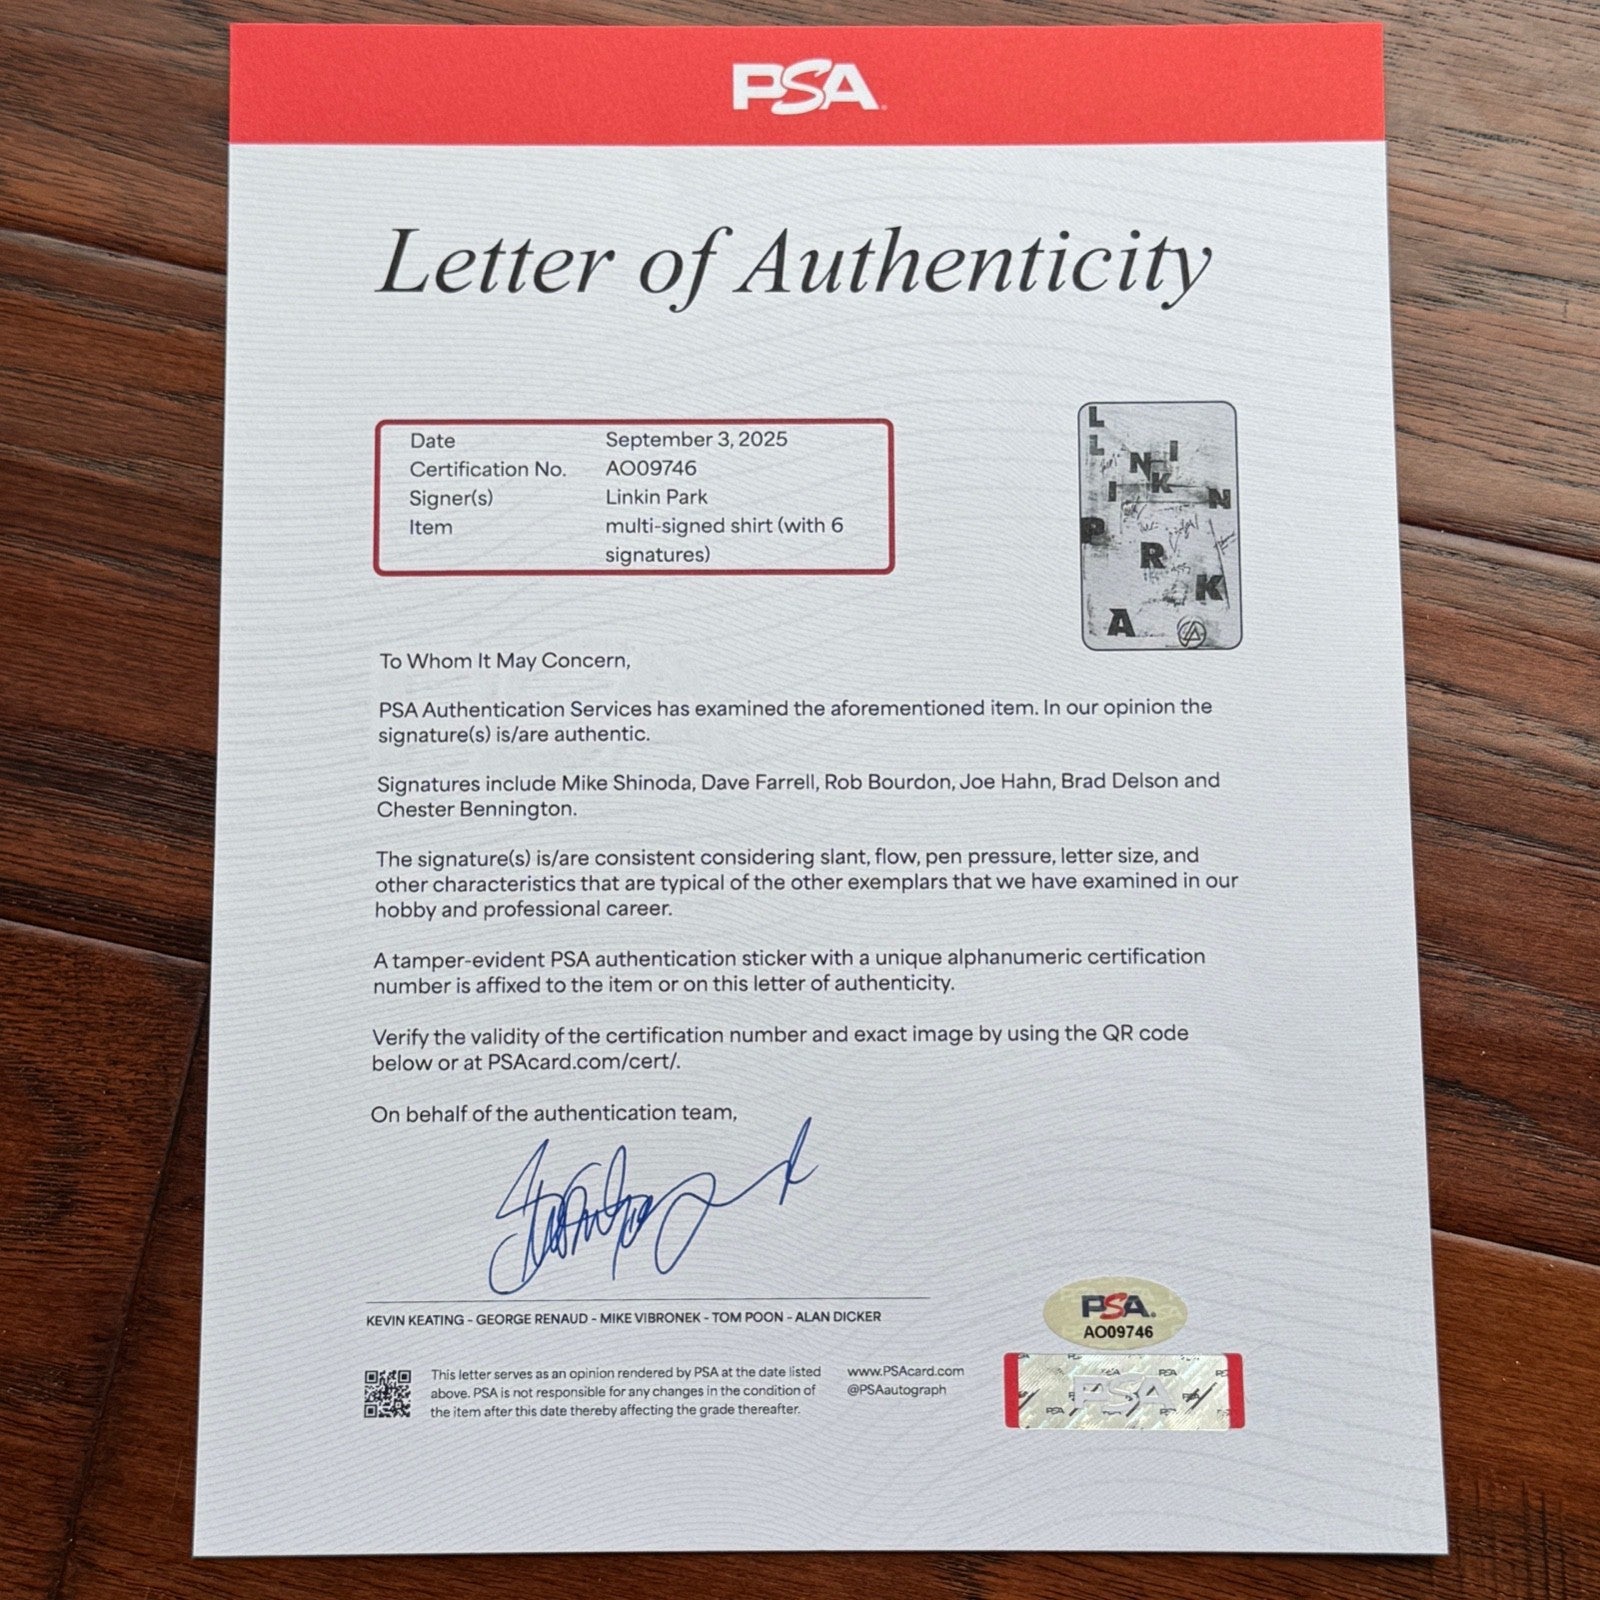 PSA
Letter of Authenticity
Date September 3, 2025
Certification No. AO09746
Signer(s) Linkin Park
Item multi-signed shirt (with 6
signatures)
L
L
N I
I K N
P
R
K
A
To Whom It May Concern,
PSA Authentication Services has examined the aforementioned item. In our opinion the
signature(s) is/are authentic.
Signatures include Mike Shinoda, Dave Farrell, Rob Bourdon, Joe Hahn, Brad Delson and
Chester Bennington.
The signature(s) is/are consistent considering slant, flow, pen pressure, letter size, and
other characteristics that are typical of the other exemplars that we have examined in our
hobby and professional career.
A tamper-evident PSA authentication sticker with a unique alphanumeric certification
number is affixed to the item or on this letter of authenticity.
Verify the validity of the certification number and exact image by using the QR code
below or at PSAcard.com/cert/.
On behalf of the authentication team,
KEVIN KEATING - GEORGE RENAUD - MIKE VIBRONEK - TOM POON - ALAN DICKER
This letter serves as an opinion rendered by PSA at the date listed
above. PSA is not responsible for any changes in the condition of
the item after this date thereby affecting the grade thereafter.
www.PSAcard.com
@PSAautograph
PSA
AO09746
PSA